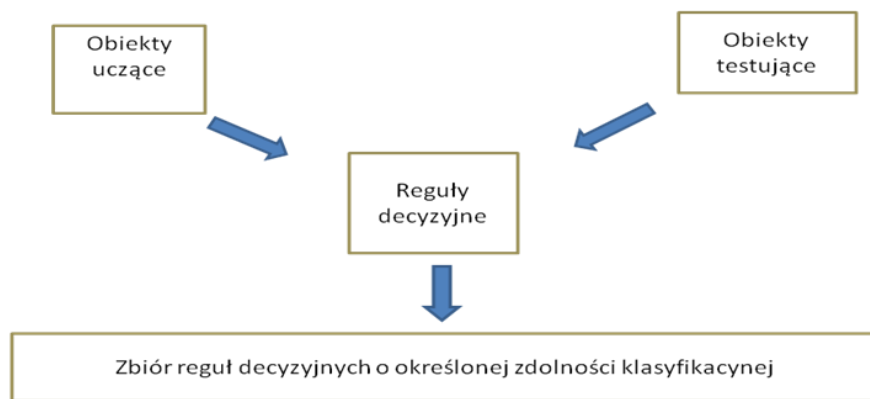 Obiekty
uczące
Obiekty
testujące
Reguły
decyzyjne
Zbiór reguł decyzyjnych o określonej zdolności klasyfikacynej